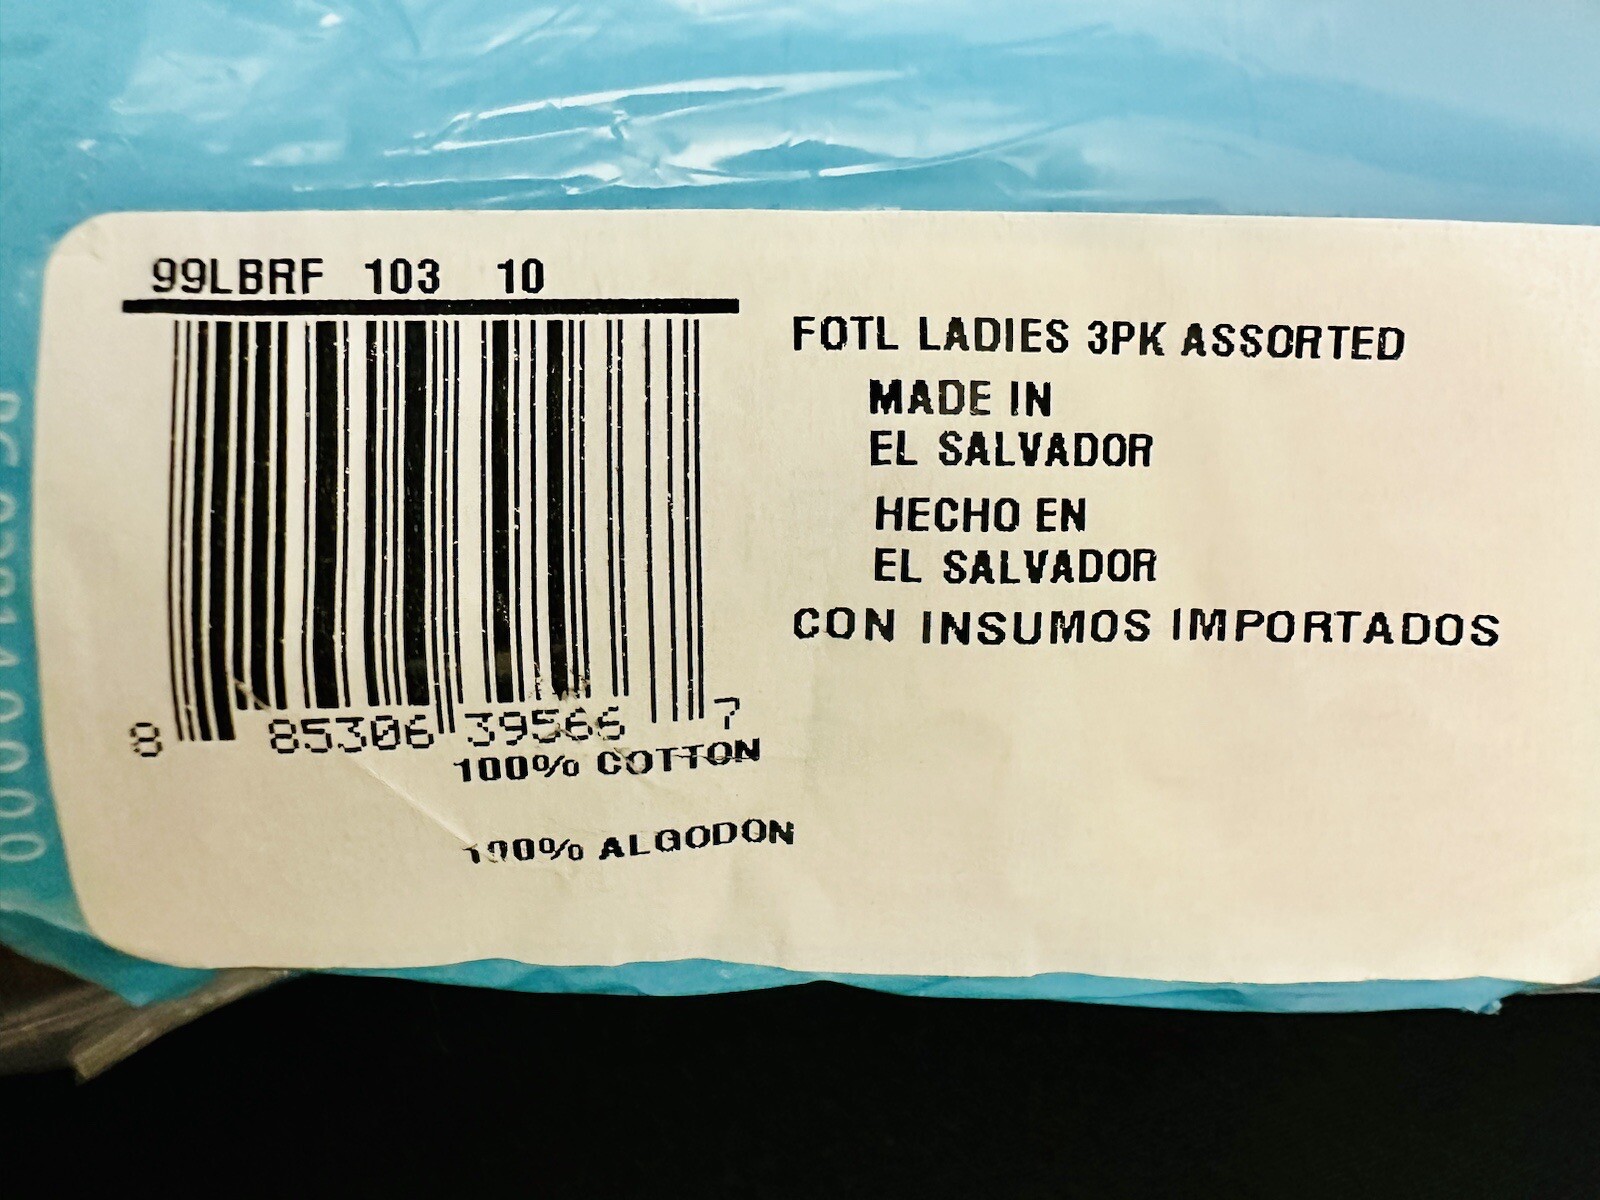 99LBRF 103 10
8 85306 39566 7
100% COTTON
100% ALGODON
FOTL LADIES 3PK ASSORTED
MADE IN
EL SALVADOR
HECHO EN
EL SALVADOR
CON INSUMOS IMPORTADOS